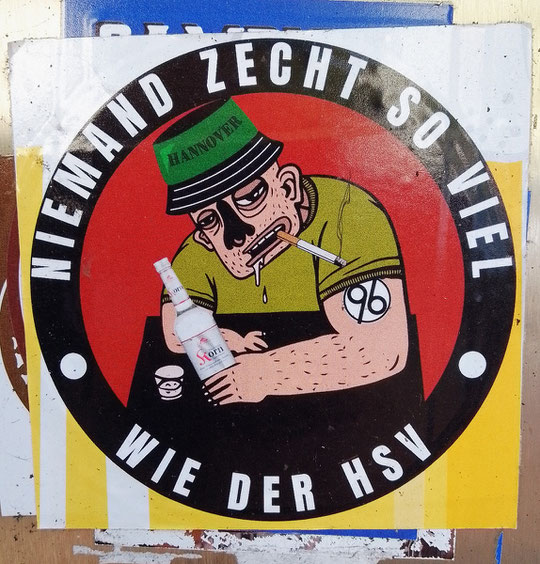 NIEMAND ZECHT SO VIEL
HANNOVER
96
Korn
WIE DER HSV